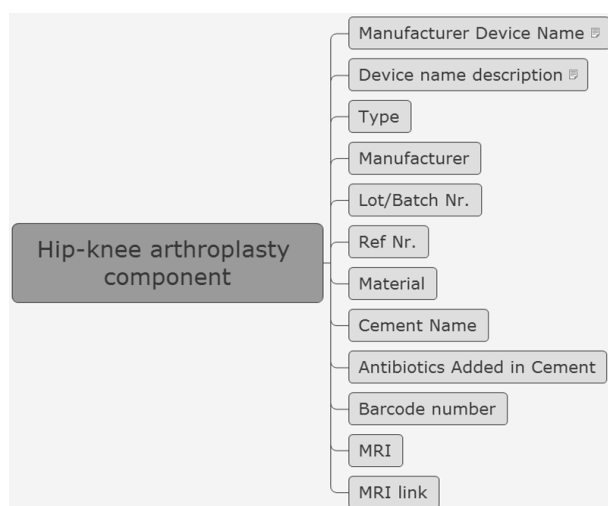 Manufacturer Device Name
Device name description
Type
Manufacturer
Lot/Batch Nr.
Hip-knee arthroplasty
component
Ref Nr.
Material
Cement Name
Antibiotics Added in Cement
Barcode number
MRI
MRI link